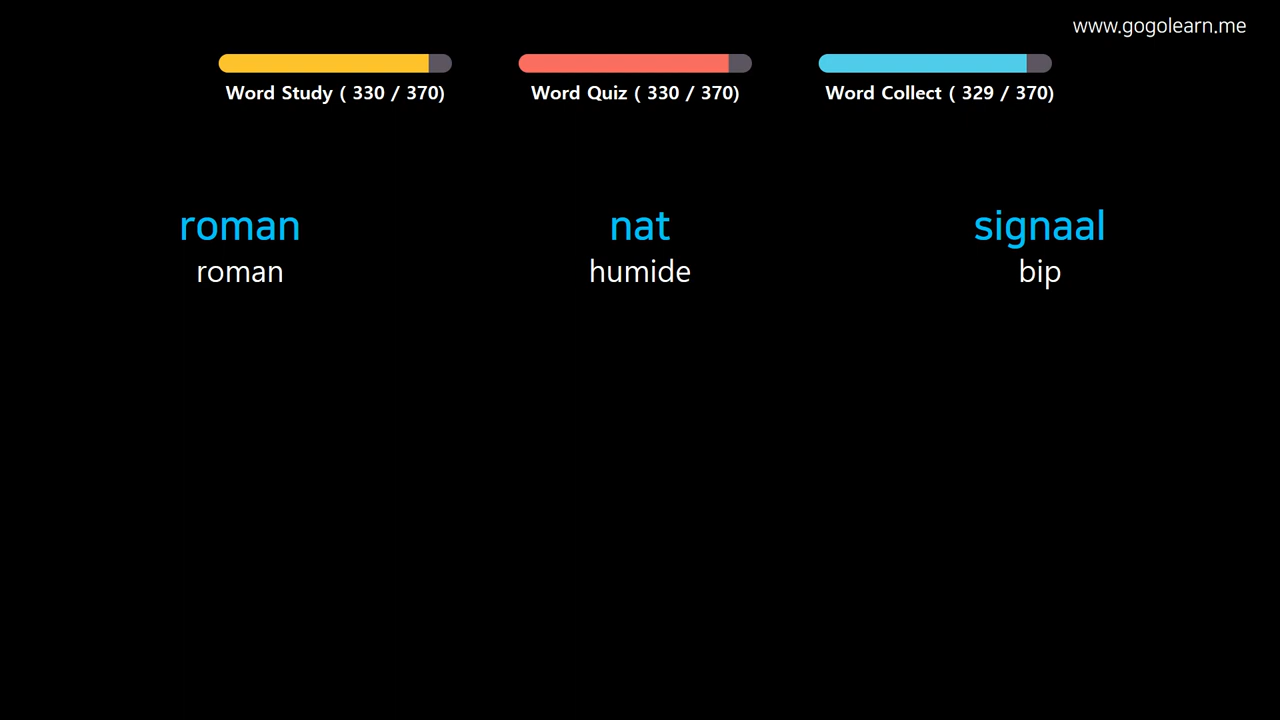 www.gogolearn.me
Word Study ( 330 / 370)
Word Quiz ( 330 / 370)
Word Collect ( 329 / 370)
roman
roman
nat
humide
signaal
bip